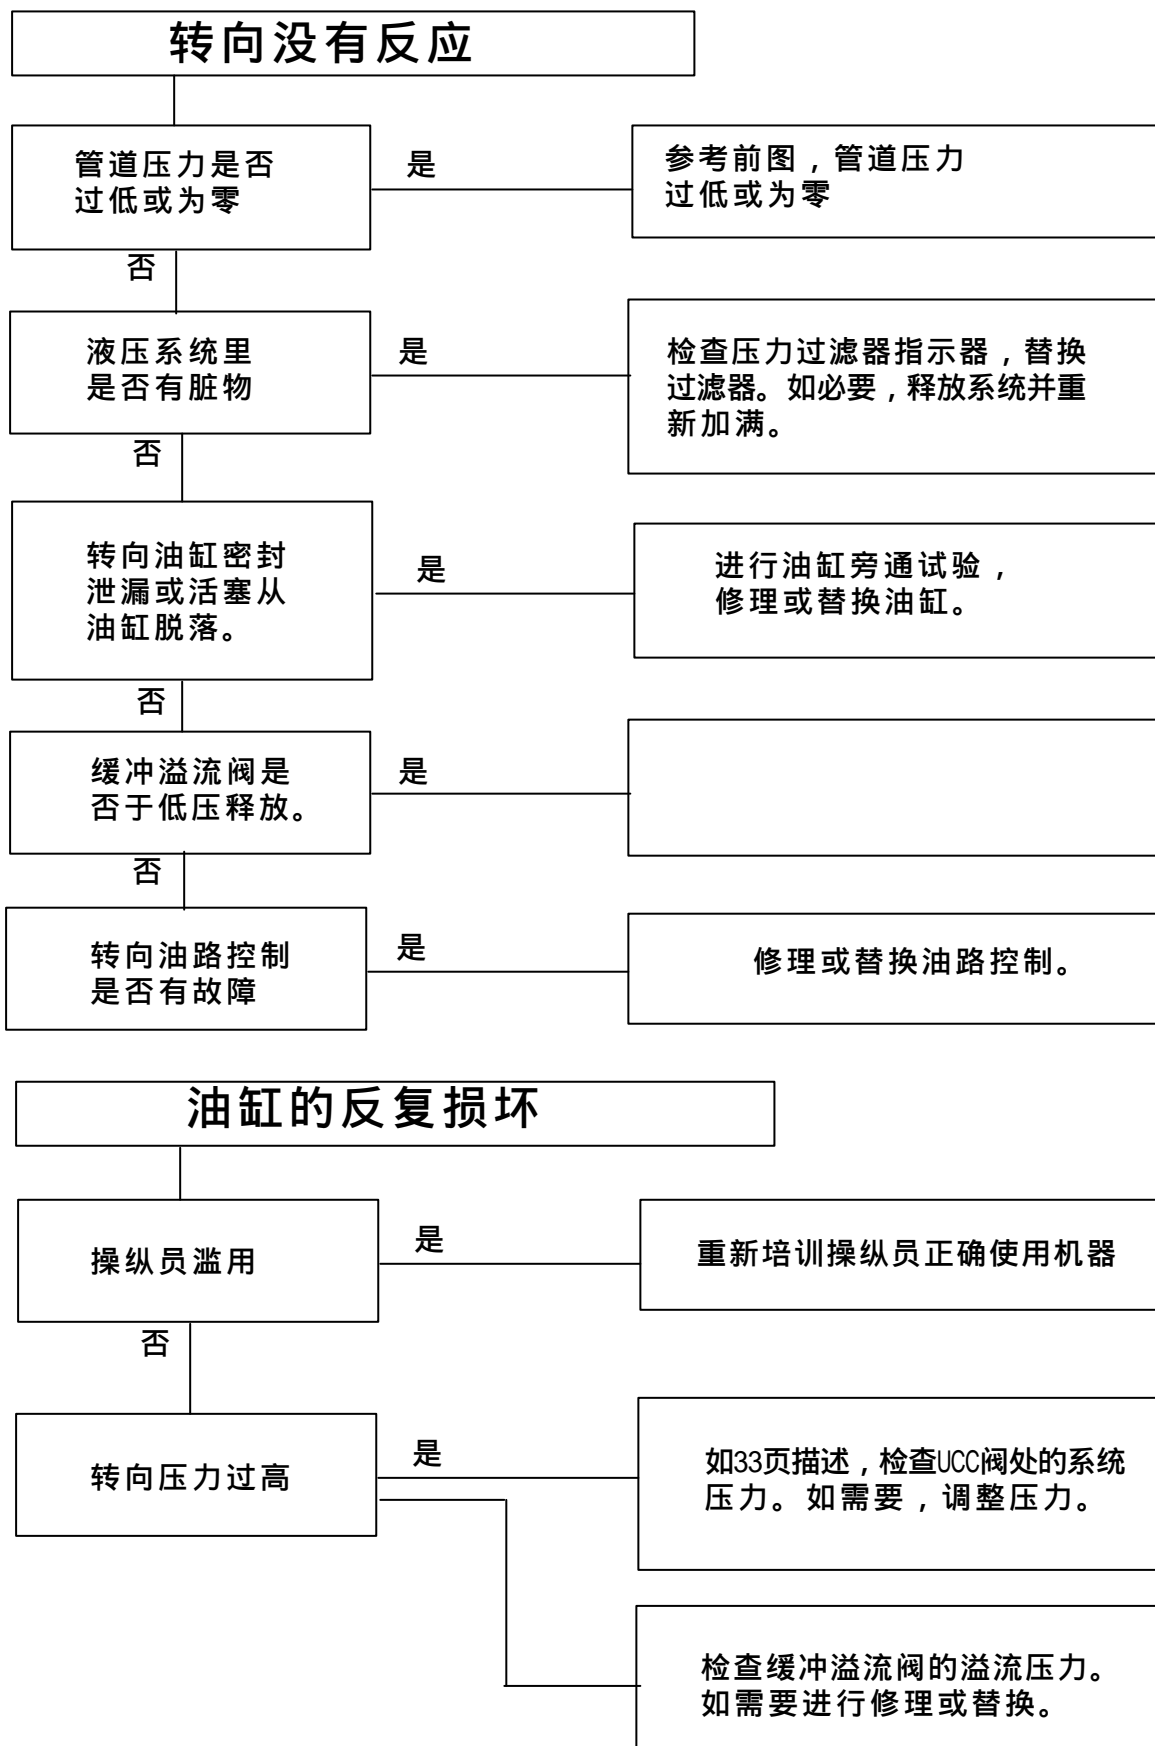 转向没有反应
管道压力是否
过低或为零
是
参考前图，管道压力
过低或为零
否
液压系统里
是否有脏物
是
检查压力过滤器指示器，替换
过滤器。如必要，释放系统并重
新加满。
否
转向油缸密封
泄漏或活塞从
油缸脱落。
是
进行油缸旁通试验，
修理或替换油缸。
否
缓冲溢流阀是
否于低压释放。
是
否
转向油路控制
是否有故障
是
修理或替换油路控制。
油缸的反复损坏
操纵员滥用
是
重新培训操纵员正确使用机器
否
转向压力过高
是
如33页描述，检查UCC阀处的系统
压力。如需要，调整压力。
检查缓冲溢流阀的溢流压力。
如需要进行修理或替换。